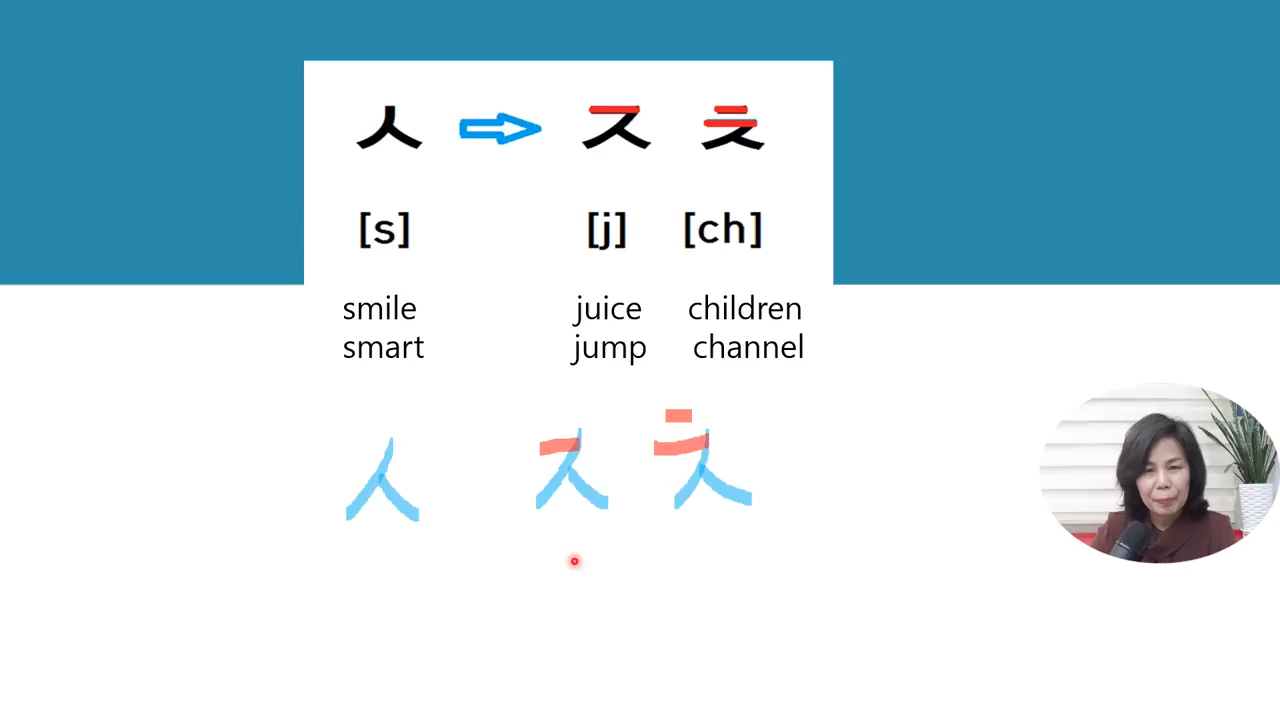 ㅅ ㅈ ㅊ
[s] [j] [ch]
smile juice children
smart jump channel
ㅅ ㅈ ㅊ